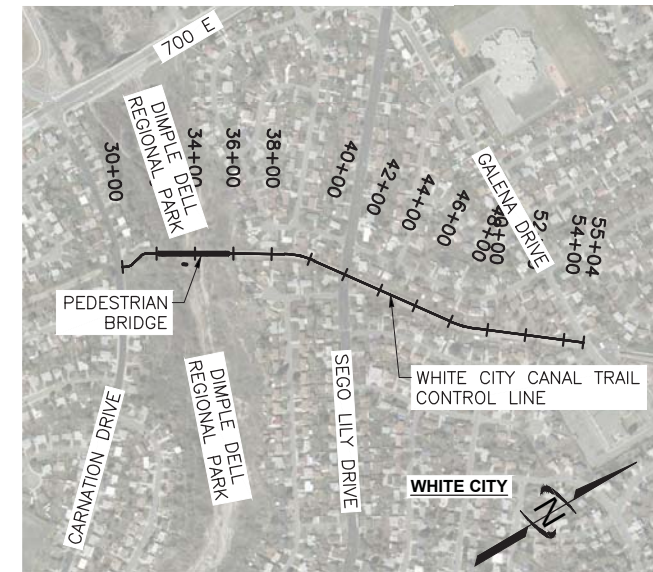 700 E
DIMPLE DELL
REGIONAL PARK
30+00
34+00
36+00
38+00
40+00
42+00
44+00
46+00
48+00
GALENA DRIVE
54+00
55+04
PEDESTRIAN
BRIDGE
WHITE CITY CANAL TRAIL
CONTROL LINE
CARNATION DRIVE
DIMPLE DELL
REGIONAL PARK
SEGO LILY DRIVE
WHITE CITY
N